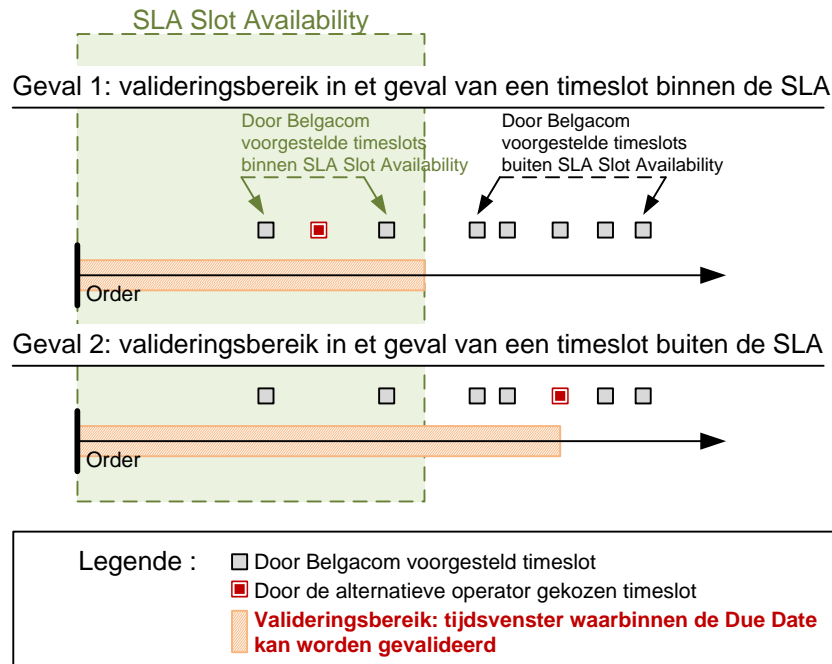 SLA Slot Availability
Geval 1: valideringsbereik in et geval van een timeslot binnen de SLA
Door Belgacom
voorgestelde timeslots
binnen SLA Slot Availability
Door Belgacom
voorgestelde timeslots
buiten SLA Slot Availability
Order
Geval 2: valideringsbereik in et geval van een timeslot buiten de SLA
Order
Legende :
Door Belgacom voorgesteld timeslot
Door de alternatieve operator gekozen timeslot
Valideringsbereik: tijdsvenster waarbinnen de Due Date
kan worden gevalideerd